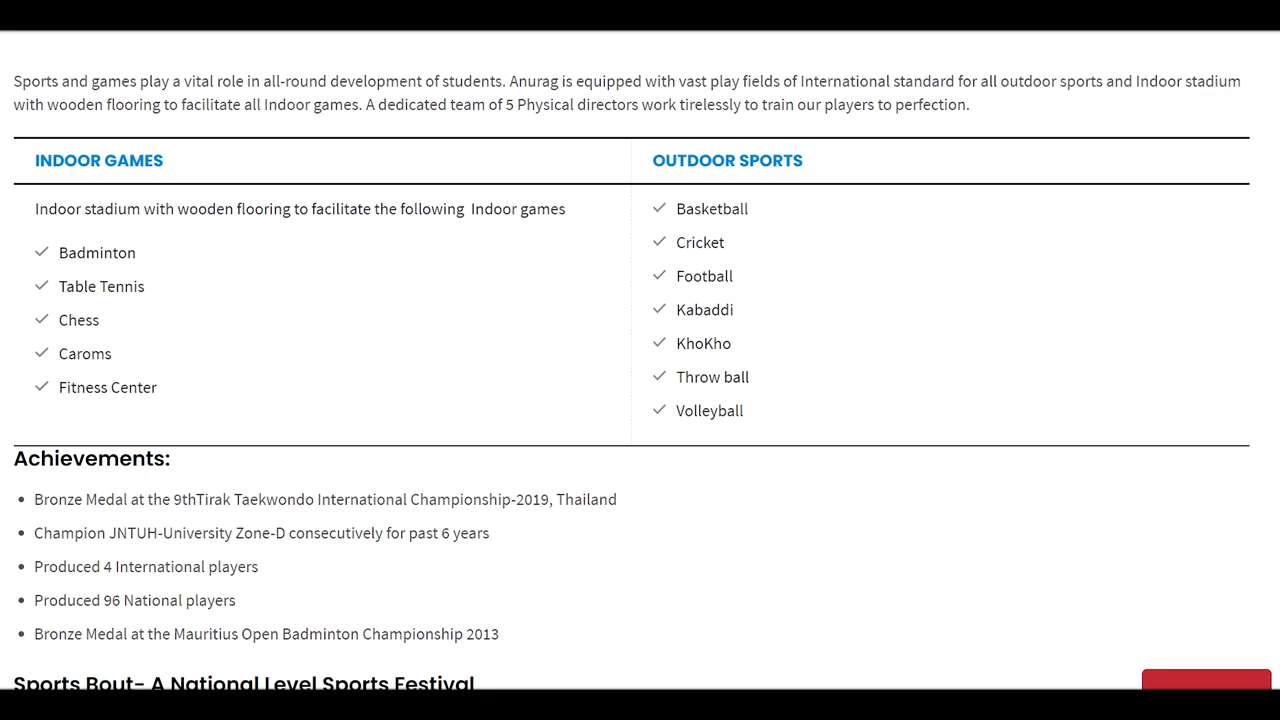 Sports and games play a vital role in all-round development of students. Anurag is equipped with vast play fields of International standard for all outdoor sports and Indoor stadium
with wooden flooring to facilitate all Indoor games. A dedicated team of 5 Physical directors work tirelessly to train our players to perfection.
INDOOR GAMES
Indoor stadium with wooden flooring to facilitate the following Indoor games
Badminton
Table Tennis
Chess
Caroms
Fitness Center
OUTDOOR SPORTS
Basketball
Cricket
Football
Kabaddi
KhoKho
Throw ball
Volleyball
Achievements:
Bronze Medal at the 9thTirak Taekwondo International Championship-2019, Thailand
Champion JNTUH-University Zone-D consecutively for past 6 years
Produced 4 International players
Produced 96 National players
Bronze Medal at the Mauritius Open Badminton Championship 2013
Sports Bout- A National Level Sports Festival